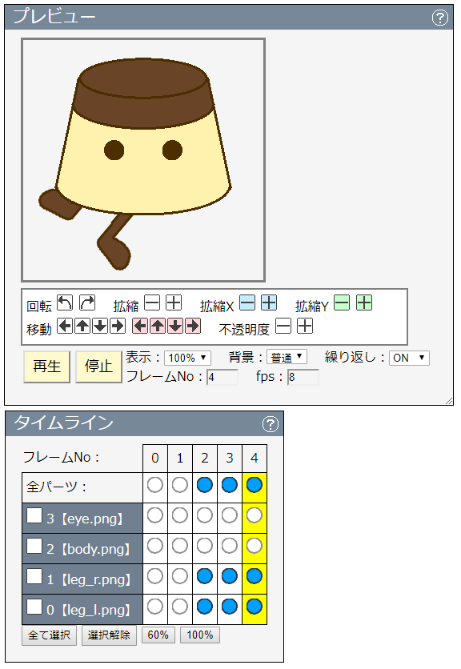 プレビュー ?
回転 拡縮 拡縮X 拡縮Y
移動 不透明度
再生 停止 表示：100% 背景：普通 繰り返し：ON
フレームNo：4 fps：8
タイムライン ?
フレームNo： 0 1 2 3 4
全パーツ：
3【eye.png】
2【body.png】
1【leg_r.png】
0【leg_l.png】
全て選択 選択解除 60% 100%